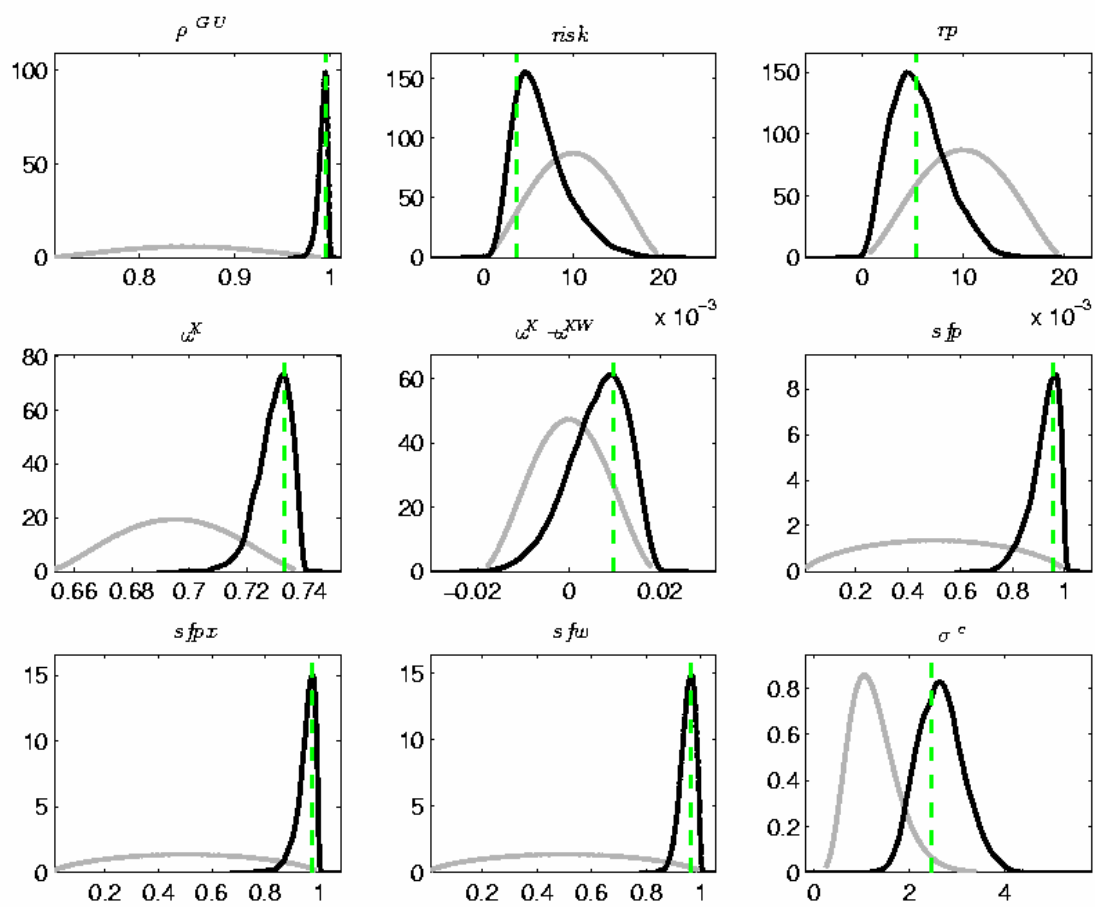 ρ^GU risk rp
100 150 150
50 100 100
50 50
0 0 0
0.8 0.9 1 0 10 20 0 10 20
x 10^-3 x 10^-3
α^X α^X -α^XW sfp
80 60 8
60 6
40 40 4
20 20 2
0 0 0
0.66 0.68 0.7 0.72 0.74 −0.02 0 0.02 0.2 0.4 0.6 0.8 1
sfpx sfw σ^c
15 15 0.8
10 10 0.6
0.4
5 5 0.2
0 0 0
0.2 0.4 0.6 0.8 1 0.2 0.4 0.6 0.8 1 0 2 4